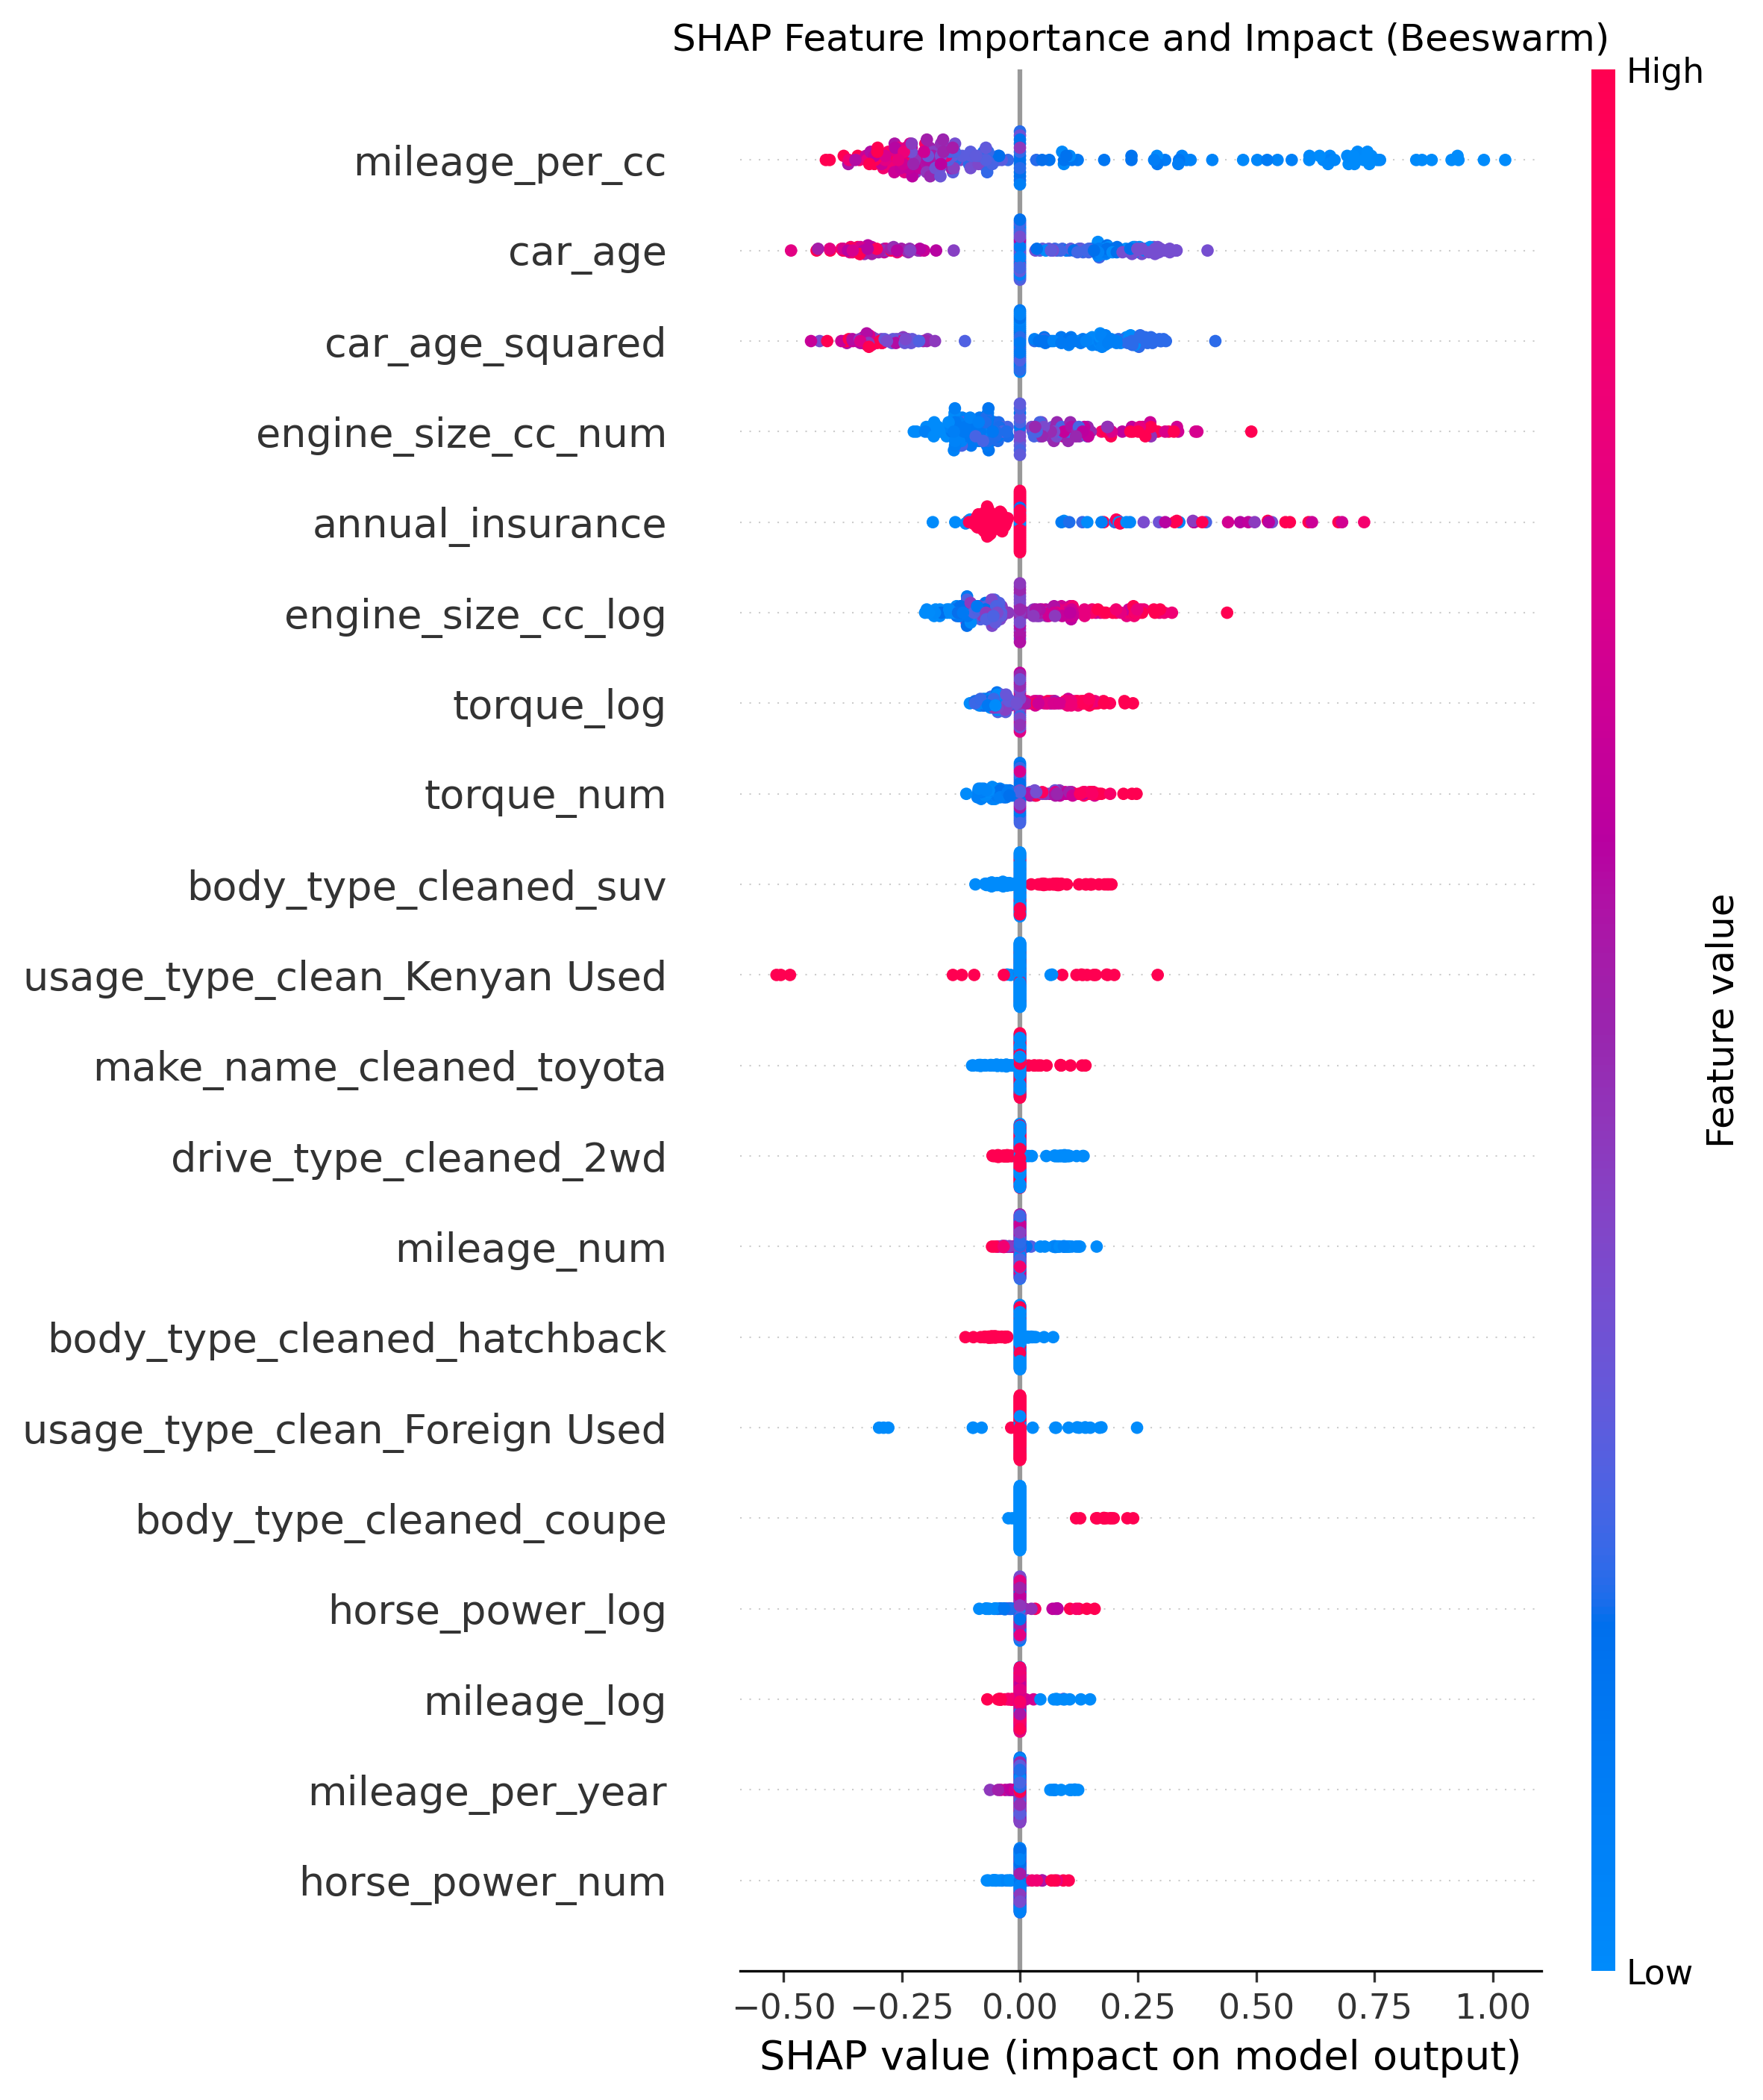 SHAP Feature Importance and Impact (Beeswarm)
High
mileage_per_cc
car_age
car_age_squared
engine_size_cc_num
annual_insurance
engine_size_cc_log
torque_log
torque_num
body_type_cleaned_suv
usage_type_clean_Kenyan Used
make_name_cleaned_toyota
drive_type_cleaned_2wd
mileage_num
body_type_cleaned_hatchback
usage_type_clean_Foreign Used
body_type_cleaned_coupe
horse_power_log
mileage_log
mileage_per_year
horse_power_num
Feature value
Low
−0.50 −0.25 0.00 0.25 0.50 0.75 1.00
SHAP value (impact on model output)